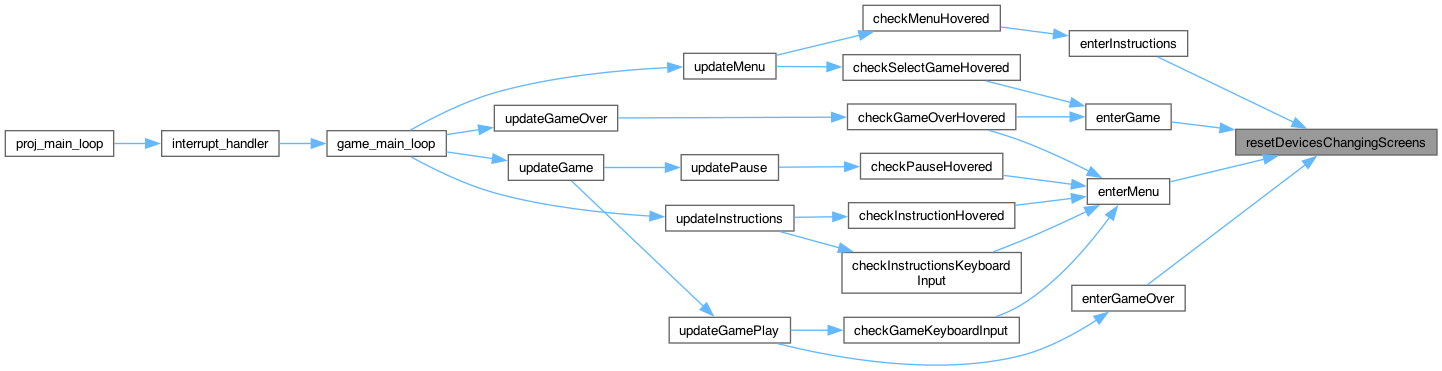 checkMenuHovered
enterInstructions
updateMenu
checkSelectGameHovered
updateGameOver
checkGameOverHovered
enterGame
proj_main_loop
interrupt_handler
game_main_loop
resetDevicesChangingScreens
updateGame
updatePause
checkPauseHovered
enterMenu
updateInstructions
checkInstructionHovered
checkInstructionsKeyboard
Input
enterGameOver
updateGamePlay
checkGameKeyboardInput